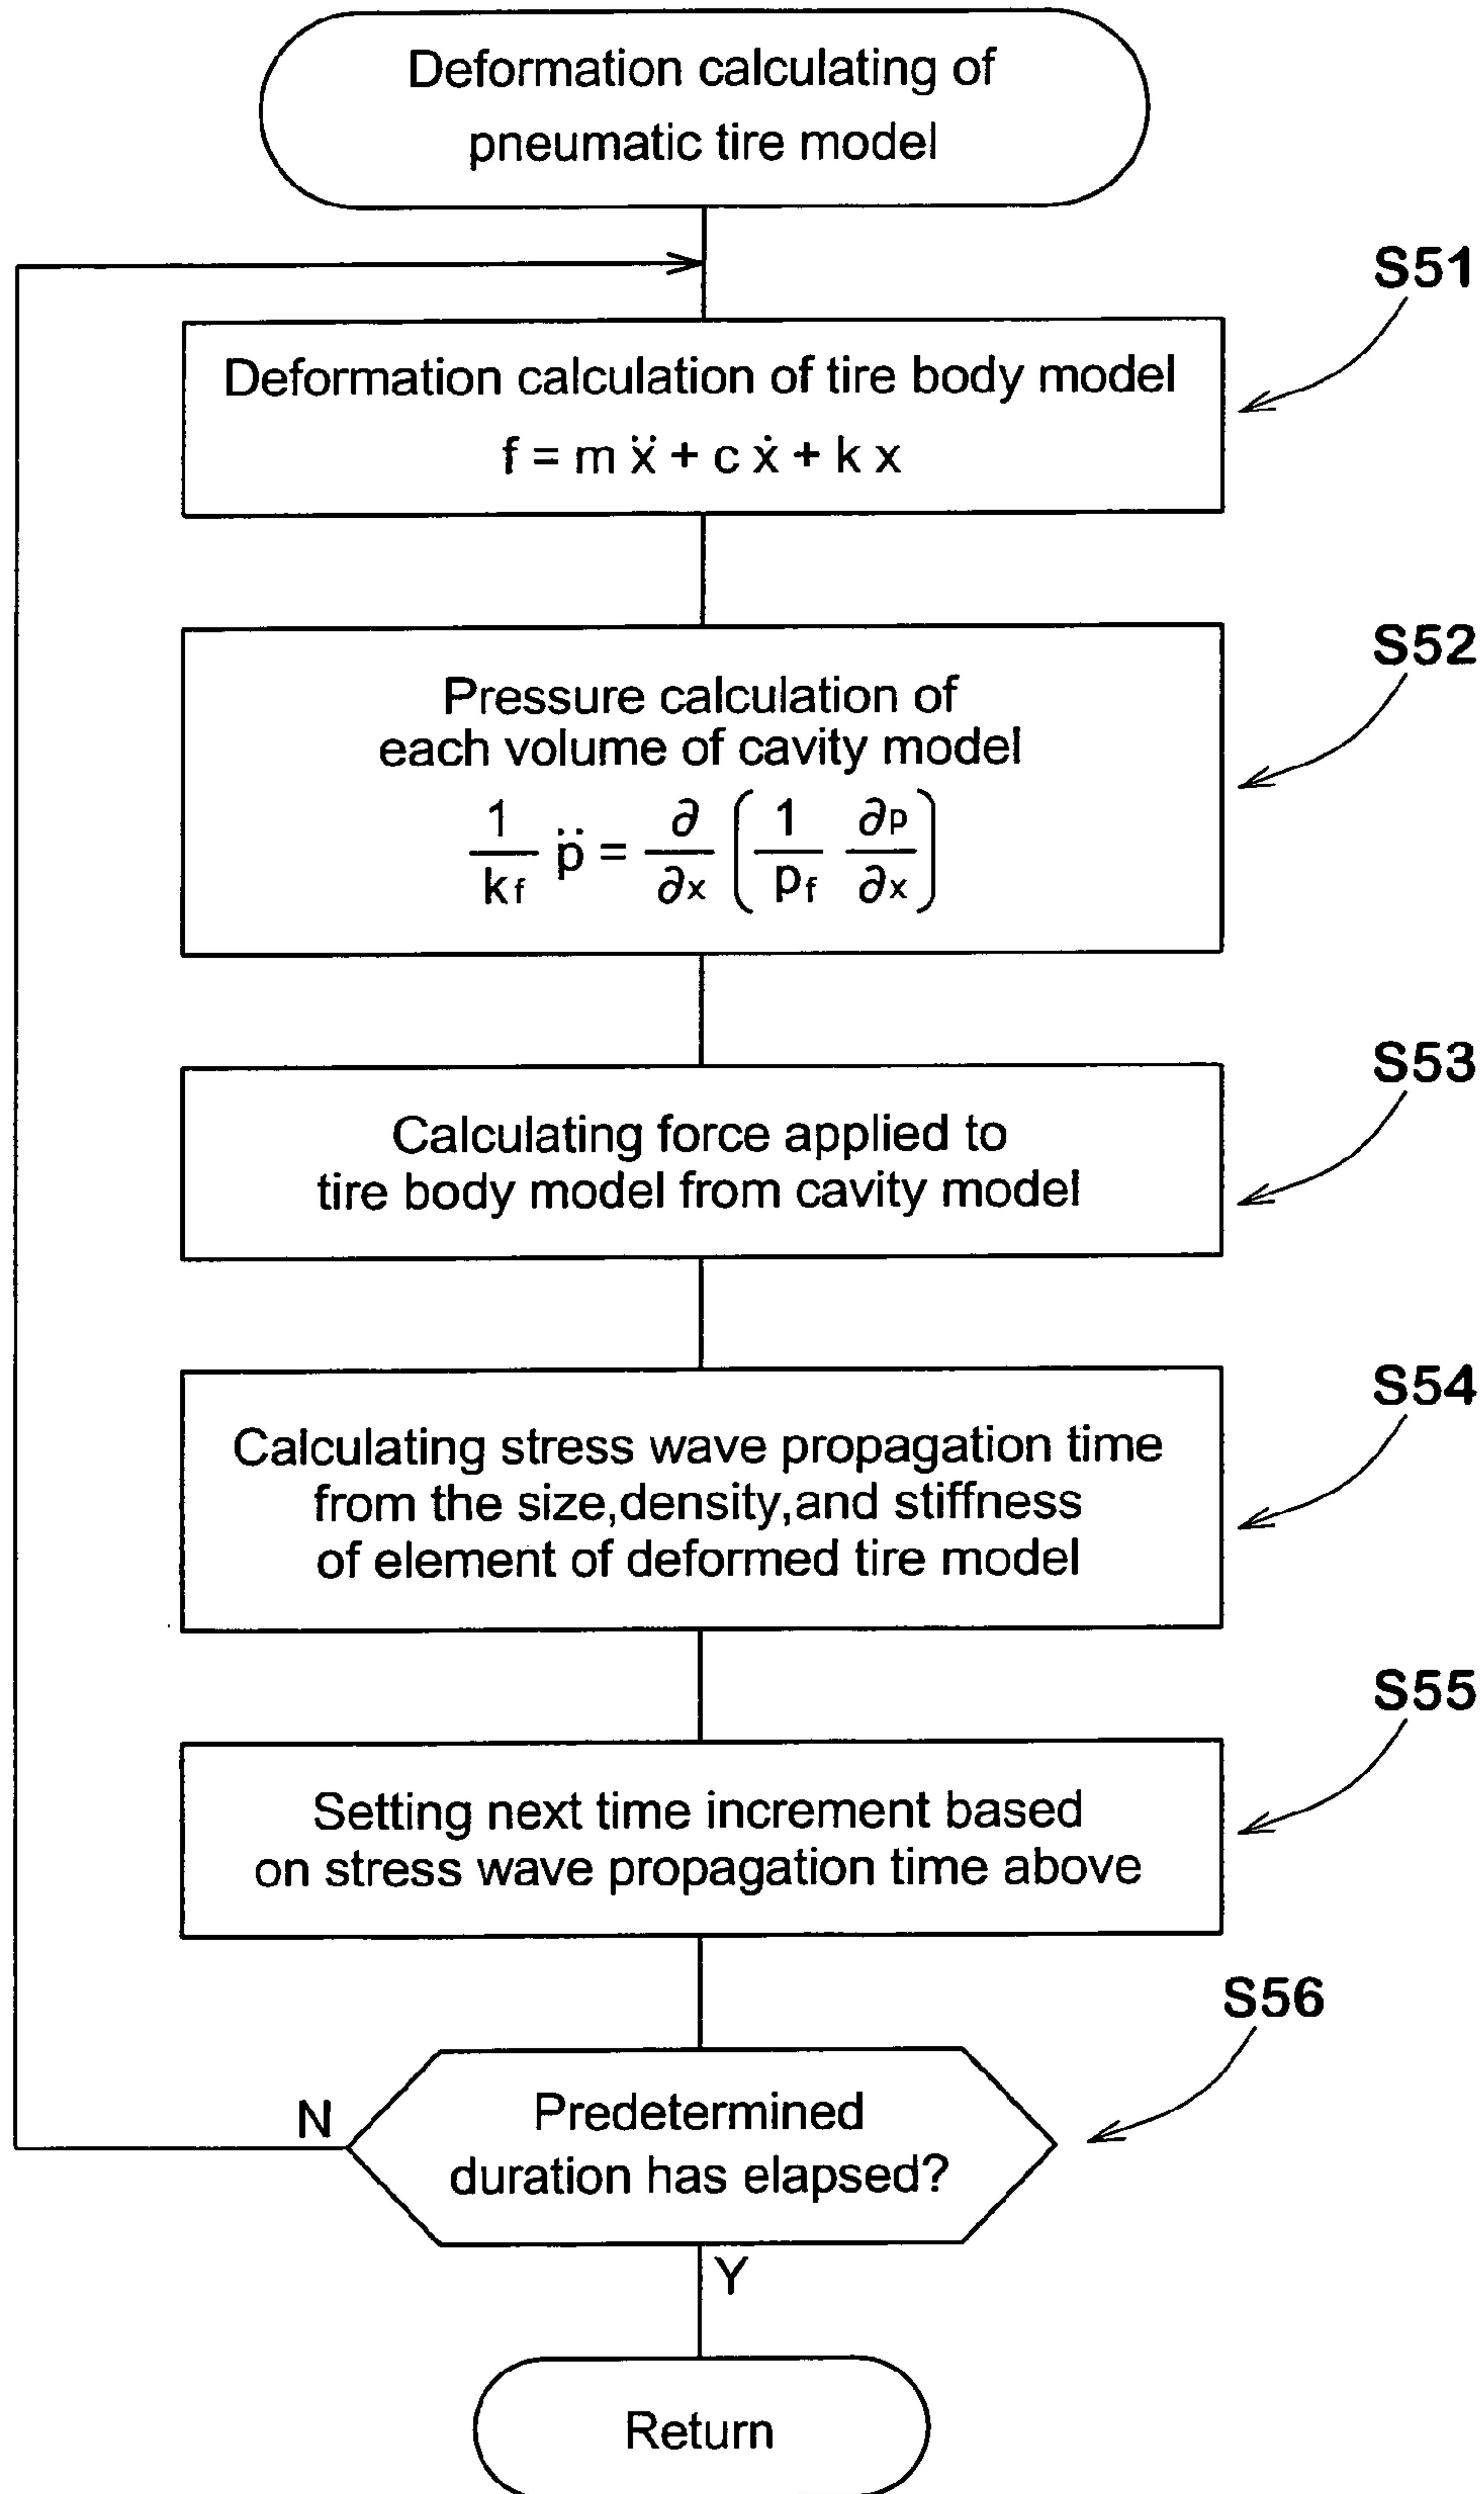 Deformation calculating of
pneumatic tire model
S51
Deformation calculation of tire body model
f = m ẍ + c ẋ + k x
S52
Pressure calculation of
each volume of cavity model
1/kf p̈ = ∂/∂x (1/pf ∂p/∂x)
S53
Calculating force applied to
tire body model from cavity model
S54
Calculating stress wave propagation time
from the size,density,and stiffness
of element of deformed tire model
S55
Setting next time increment based
on stress wave propagation time above
S56
N
Predetermined
duration has elapsed?
Y
Return